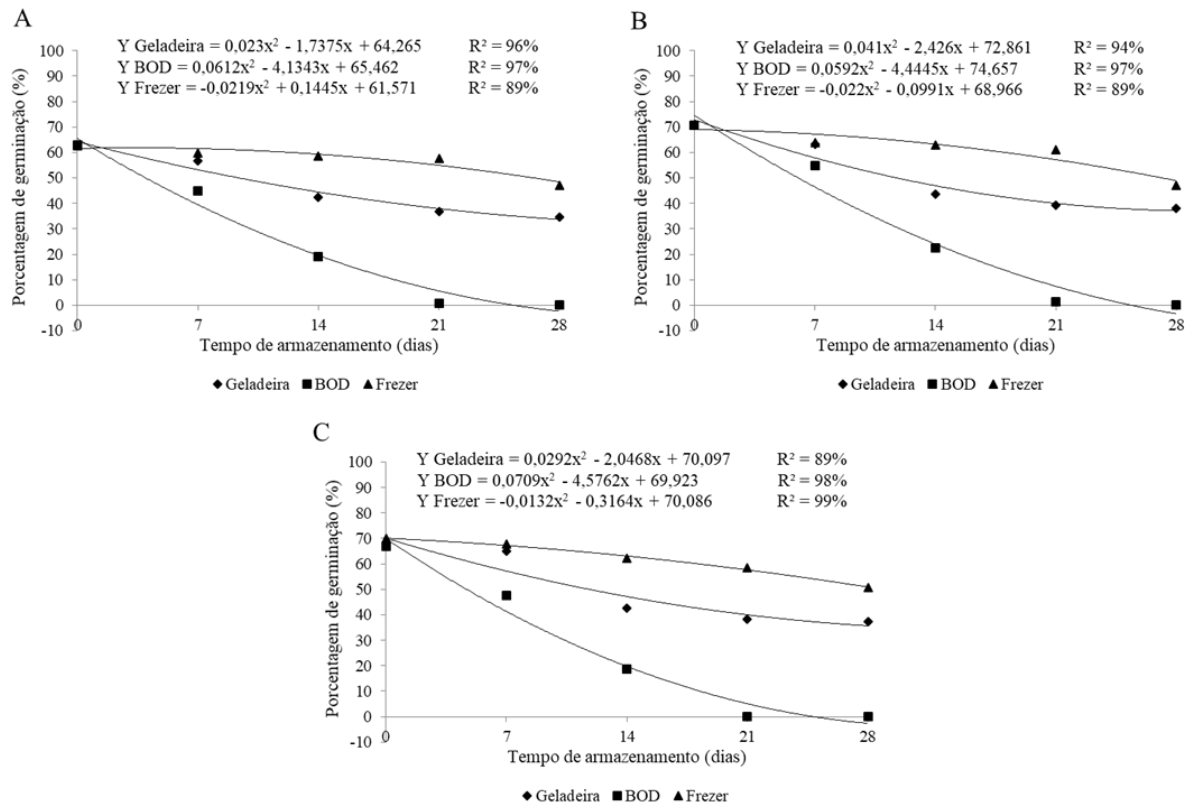 A
Y Geladeira = 0,023x² - 1,7375x + 64,265 R² = 96%
Y BOD = 0,0612x² - 4,1343x + 65,462 R² = 97%
Y Frezer = -0,0219x² + 0,1445x + 61,571 R² = 89%
Porcentagem de germinação (%)
100
90
80
70
60
50
40
30
20
10
0
-10
0 7 14 21 28
Tempo de armazenamento (dias)
Geladeira BOD Frezer
B
Y Geladeira = 0,041x² - 2,426x + 72,861 R² = 94%
Y BOD = 0,0592x² - 4,4445x + 74,657 R² = 97%
Y Frezer = -0,022x² - 0,0991x + 68,966 R² = 89%
Porcentagem de germinação (%)
100
90
80
70
60
50
40
30
20
10
0
-10
0 7 14 21 28
Tempo de armazenamento (dias)
Geladeira BOD Frezer
C
Y Geladeira = 0,0292x² - 2,0468x + 70,097 R² = 89%
Y BOD = 0,0709x² - 4,5762x + 69,923 R² = 98%
Y Frezer = -0,0132x² - 0,3164x + 70,086 R² = 99%
Porcentagem de germinação (%)
100
90
80
70
60
50
40
30
20
10
0
-10
0 7 14 21 28
Tempo de armazenamento (dias)
Geladeira BOD Frezer